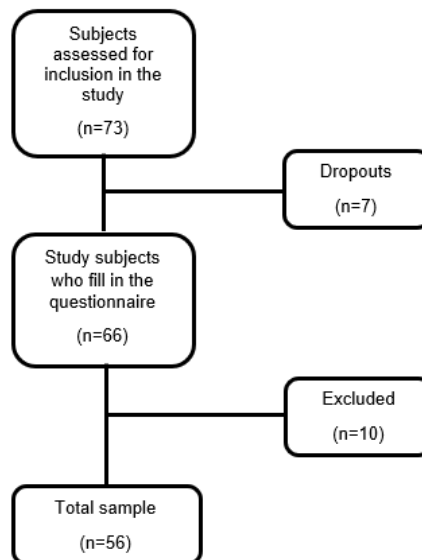 Subjects
assessed for
inclusion in the
study
(n=73)
Dropouts
(n=7)
Study subjects
who fill in the
questionnaire
(n=66)
Excluded
(n=10)
Total sample
(n=56)